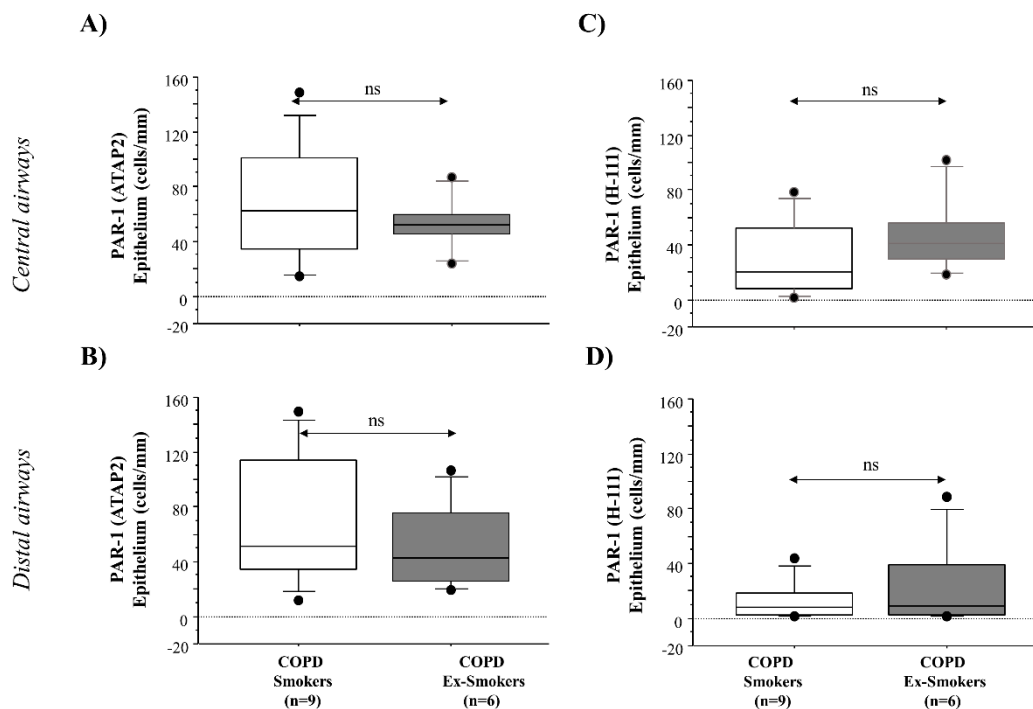 A)
C)
Central airways
PAR-1 (ATAP2)
Epithelium (cells/mm)
160
120
80
40
0
-20
ns
PAR-1 (H-111)
Epithelium (cells/mm)
160
120
80
40
0
-20
ns
B)
D)
Distal airways
PAR-1 (ATAP2)
Epithelium (cells/mm)
160
120
80
40
0
-20
ns
COPD
Smokers
(n=9)
COPD
Ex-Smokers
(n=6)
PAR-1 (H-111)
Epithelium (cells/mm)
160
120
80
40
0
-20
ns
COPD
Smokers
(n=9)
COPD
Ex-Smokers
(n=6)